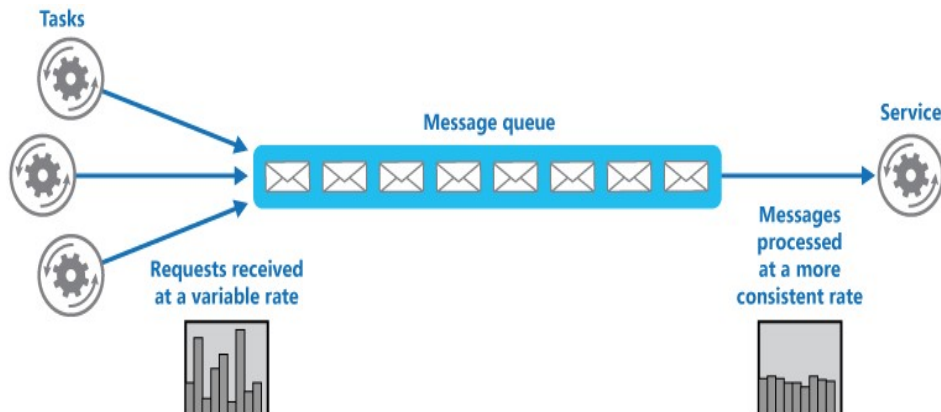 Tasks
Message queue
Service
Requests received
at a variable rate
Messages
processed
at a more
consistent rate